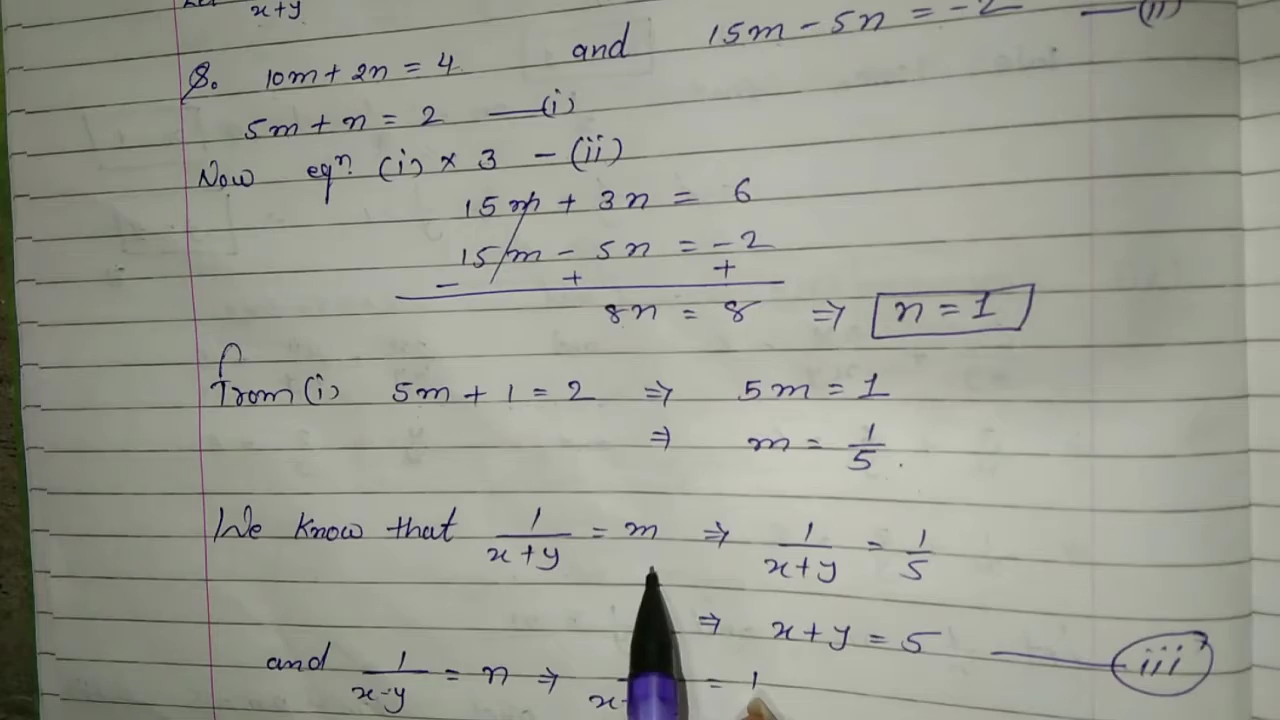 x+y
So 10m + 2n = 4 and 15m - 5n = -2 —(ii)
5m + n = 2 —(i)
Now eqn (i) × 3 - (ii)
15m + 3n = 6
15m - 5n = -2
- + +
8n = 8 ⇒ n = 1
From (i) 5m + 1 = 2 ⇒ 5m = 1
⇒ m = 1/5.
We know that 1/(x+y) = m ⇒ 1/(x+y) = 1/5
⇒ x+y = 5 — (iii)
and 1/(x-y) = n ⇒ x- = 1